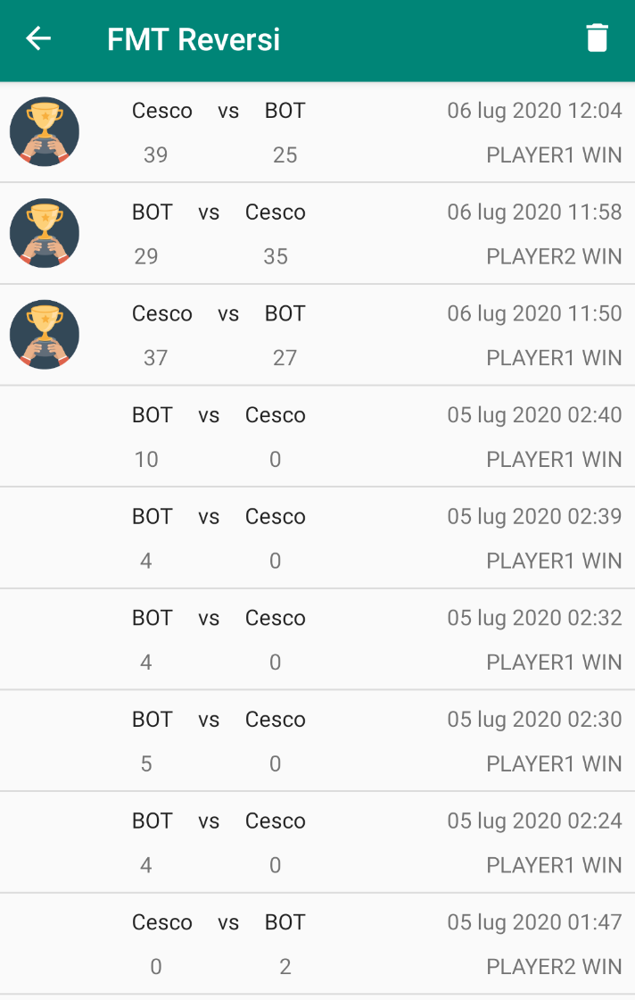 FMT Reversi
Cesco vs BOT 06 lug 2020 12:04
39 25 PLAYER1 WIN
BOT vs Cesco 06 lug 2020 11:58
29 35 PLAYER2 WIN
Cesco vs BOT 06 lug 2020 11:50
37 27 PLAYER1 WIN
BOT vs Cesco 05 lug 2020 02:40
10 0 PLAYER1 WIN
BOT vs Cesco 05 lug 2020 02:39
4 0 PLAYER1 WIN
BOT vs Cesco 05 lug 2020 02:32
4 0 PLAYER1 WIN
BOT vs Cesco 05 lug 2020 02:30
5 0 PLAYER1 WIN
BOT vs Cesco 05 lug 2020 02:24
4 0 PLAYER1 WIN
Cesco vs BOT 05 lug 2020 01:47
0 2 PLAYER2 WIN